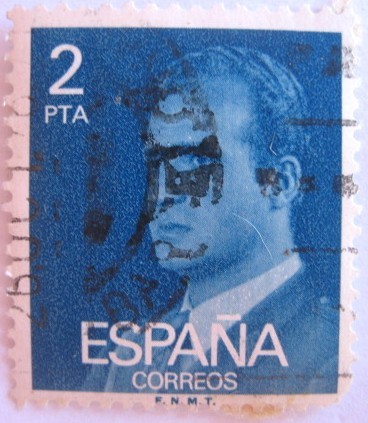 2
PTA
ESPAÑA
CORREOS
F.N.M.T.